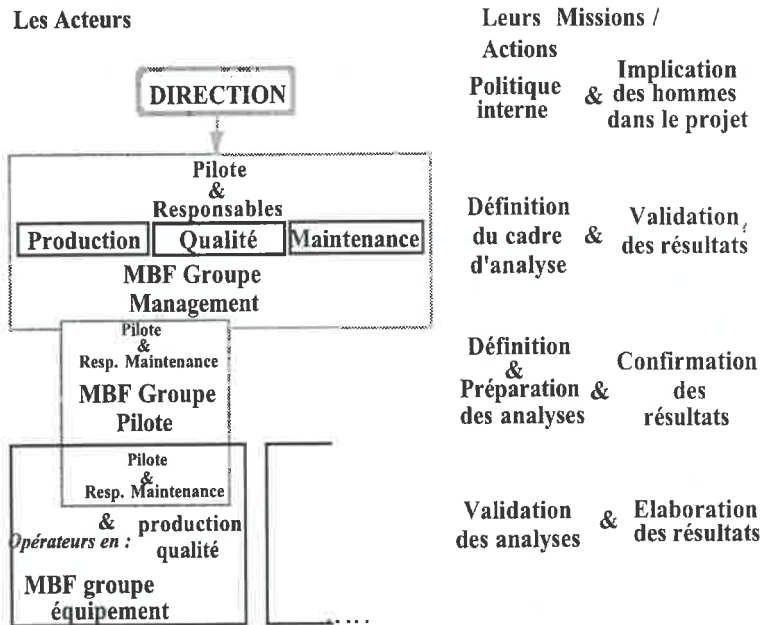 Les Acteurs
Leurs Missions /
Actions
DIRECTION
Politique
interne
&
Implication
des hommes
dans le projet
Pilote
&
Responsables
Production
Qualité
Maintenance
MBF Groupe
Management
Définition
du cadre
d'analyse
&
Validation
des résultats
Pilote
&
Resp. Maintenance
MBF Groupe
Pilote
Définition
&
Préparation
des analyses
&
Confirmation
des
résultats
Pilote
&
Resp. Maintenance
& production
Opérateurs en :
qualité
MBF groupe
équipement
.....
Validation
des analyses
&
Elaboration
des résultats